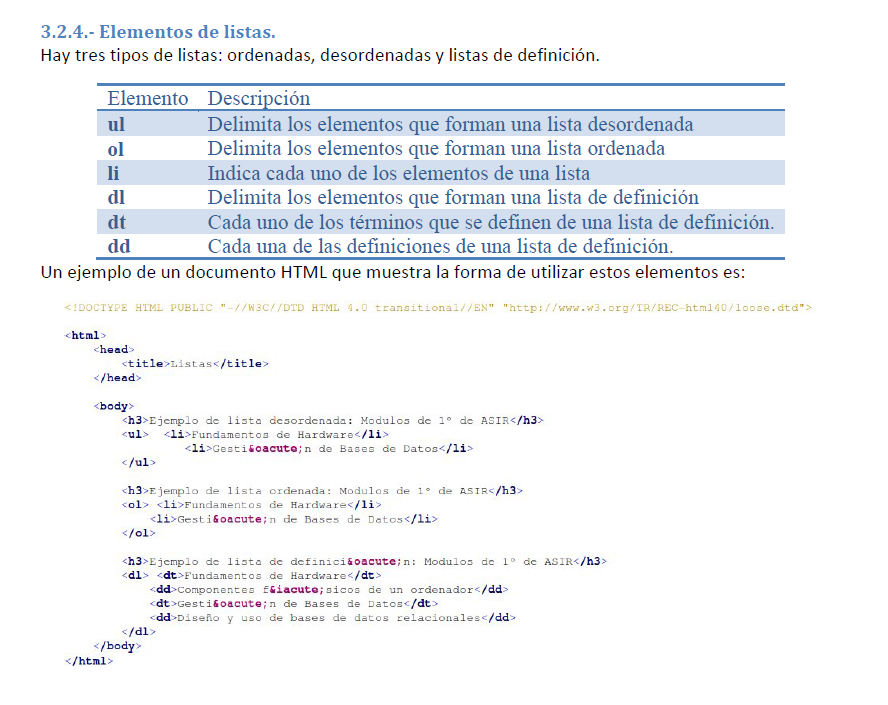 3.2.4.- Elementos de listas.
Hay tres tipos de listas: ordenadas, desordenadas y listas de definición.
Elemento Descripción
ul Delimita los elementos que forman una lista desordenada
ol Delimita los elementos que forman una lista ordenada
li Indica cada uno de los elementos de una lista
dl Delimita los elementos que forman una lista de definición
dt Cada uno de los términos que se definen de una lista de definición.
dd Cada una de las definiciones de una lista de definición.
Un ejemplo de un documento HTML que muestra la forma de utilizar estos elementos es:
<!DOCTYPE HTML PUBLIC "-//W3C//DTD HTML 4.0 transitional//EN" "http://www.w3.org/TR/REC-html40/loose.dtd">
<html>
<head>
<title>Listas</title>
</head>
<body>
<h3>Ejemplo de lista desordenada: Modulos de 1º de ASIR</h3>
<ul> <li>Fundamentos de Hardware</li>
<li>Gesti&oacute;n de Bases de Datos</li>
</ul>
<h3>Ejemplo de lista ordenada: Modulos de 1º de ASIR</h3>
<ol> <li>Fundamentos de Hardware</li>
<li>Gesti&oacute;n de Bases de Datos</li>
</ol>
<h3>Ejemplo de lista de definici&oacute;n: Modulos de 1º de ASIR</h3>
<dl> <dt>Fundamentos de Hardware</dt>
<dd>Componentes f&iacute;sicos de un ordenador</dd>
<dt>Gesti&oacute;n de Bases de Datos</dt>
<dd>Diseño y uso de bases de datos relacionales</dd>
</dl>
</body>
</html>